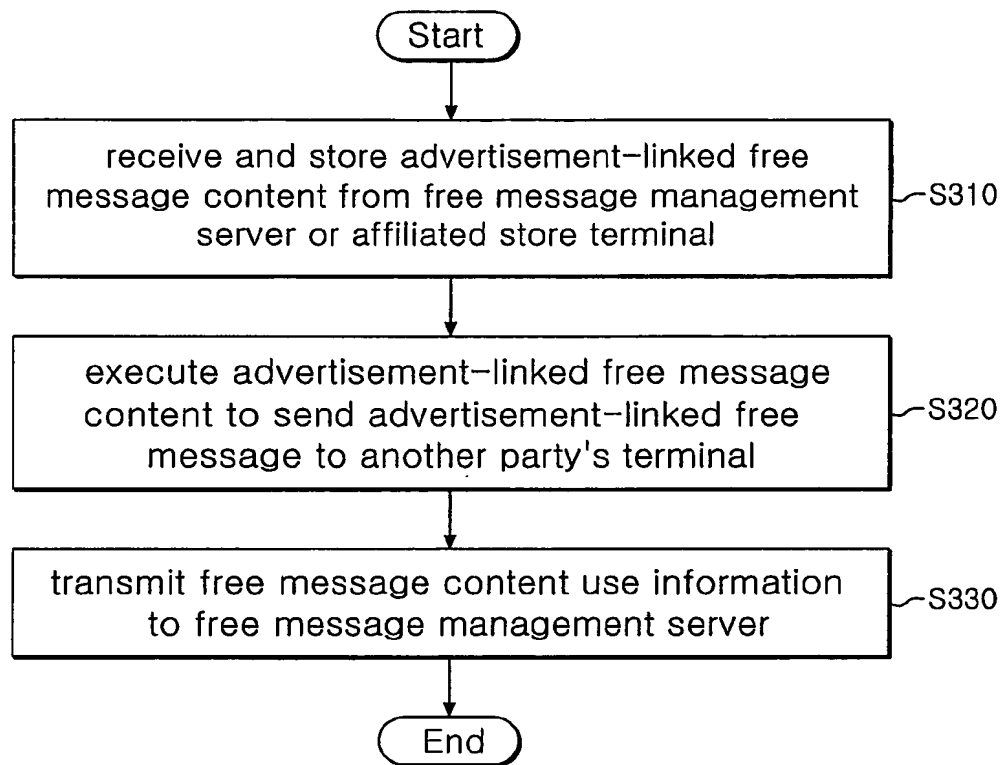 Start
receive and store advertisement-linked free
message content from free message management
server or affiliated store terminal
S310
execute advertisement-linked free message
content to send advertisement-linked free
message to another party's terminal
S320
transmit free message content use information
to free message management server
S330
End